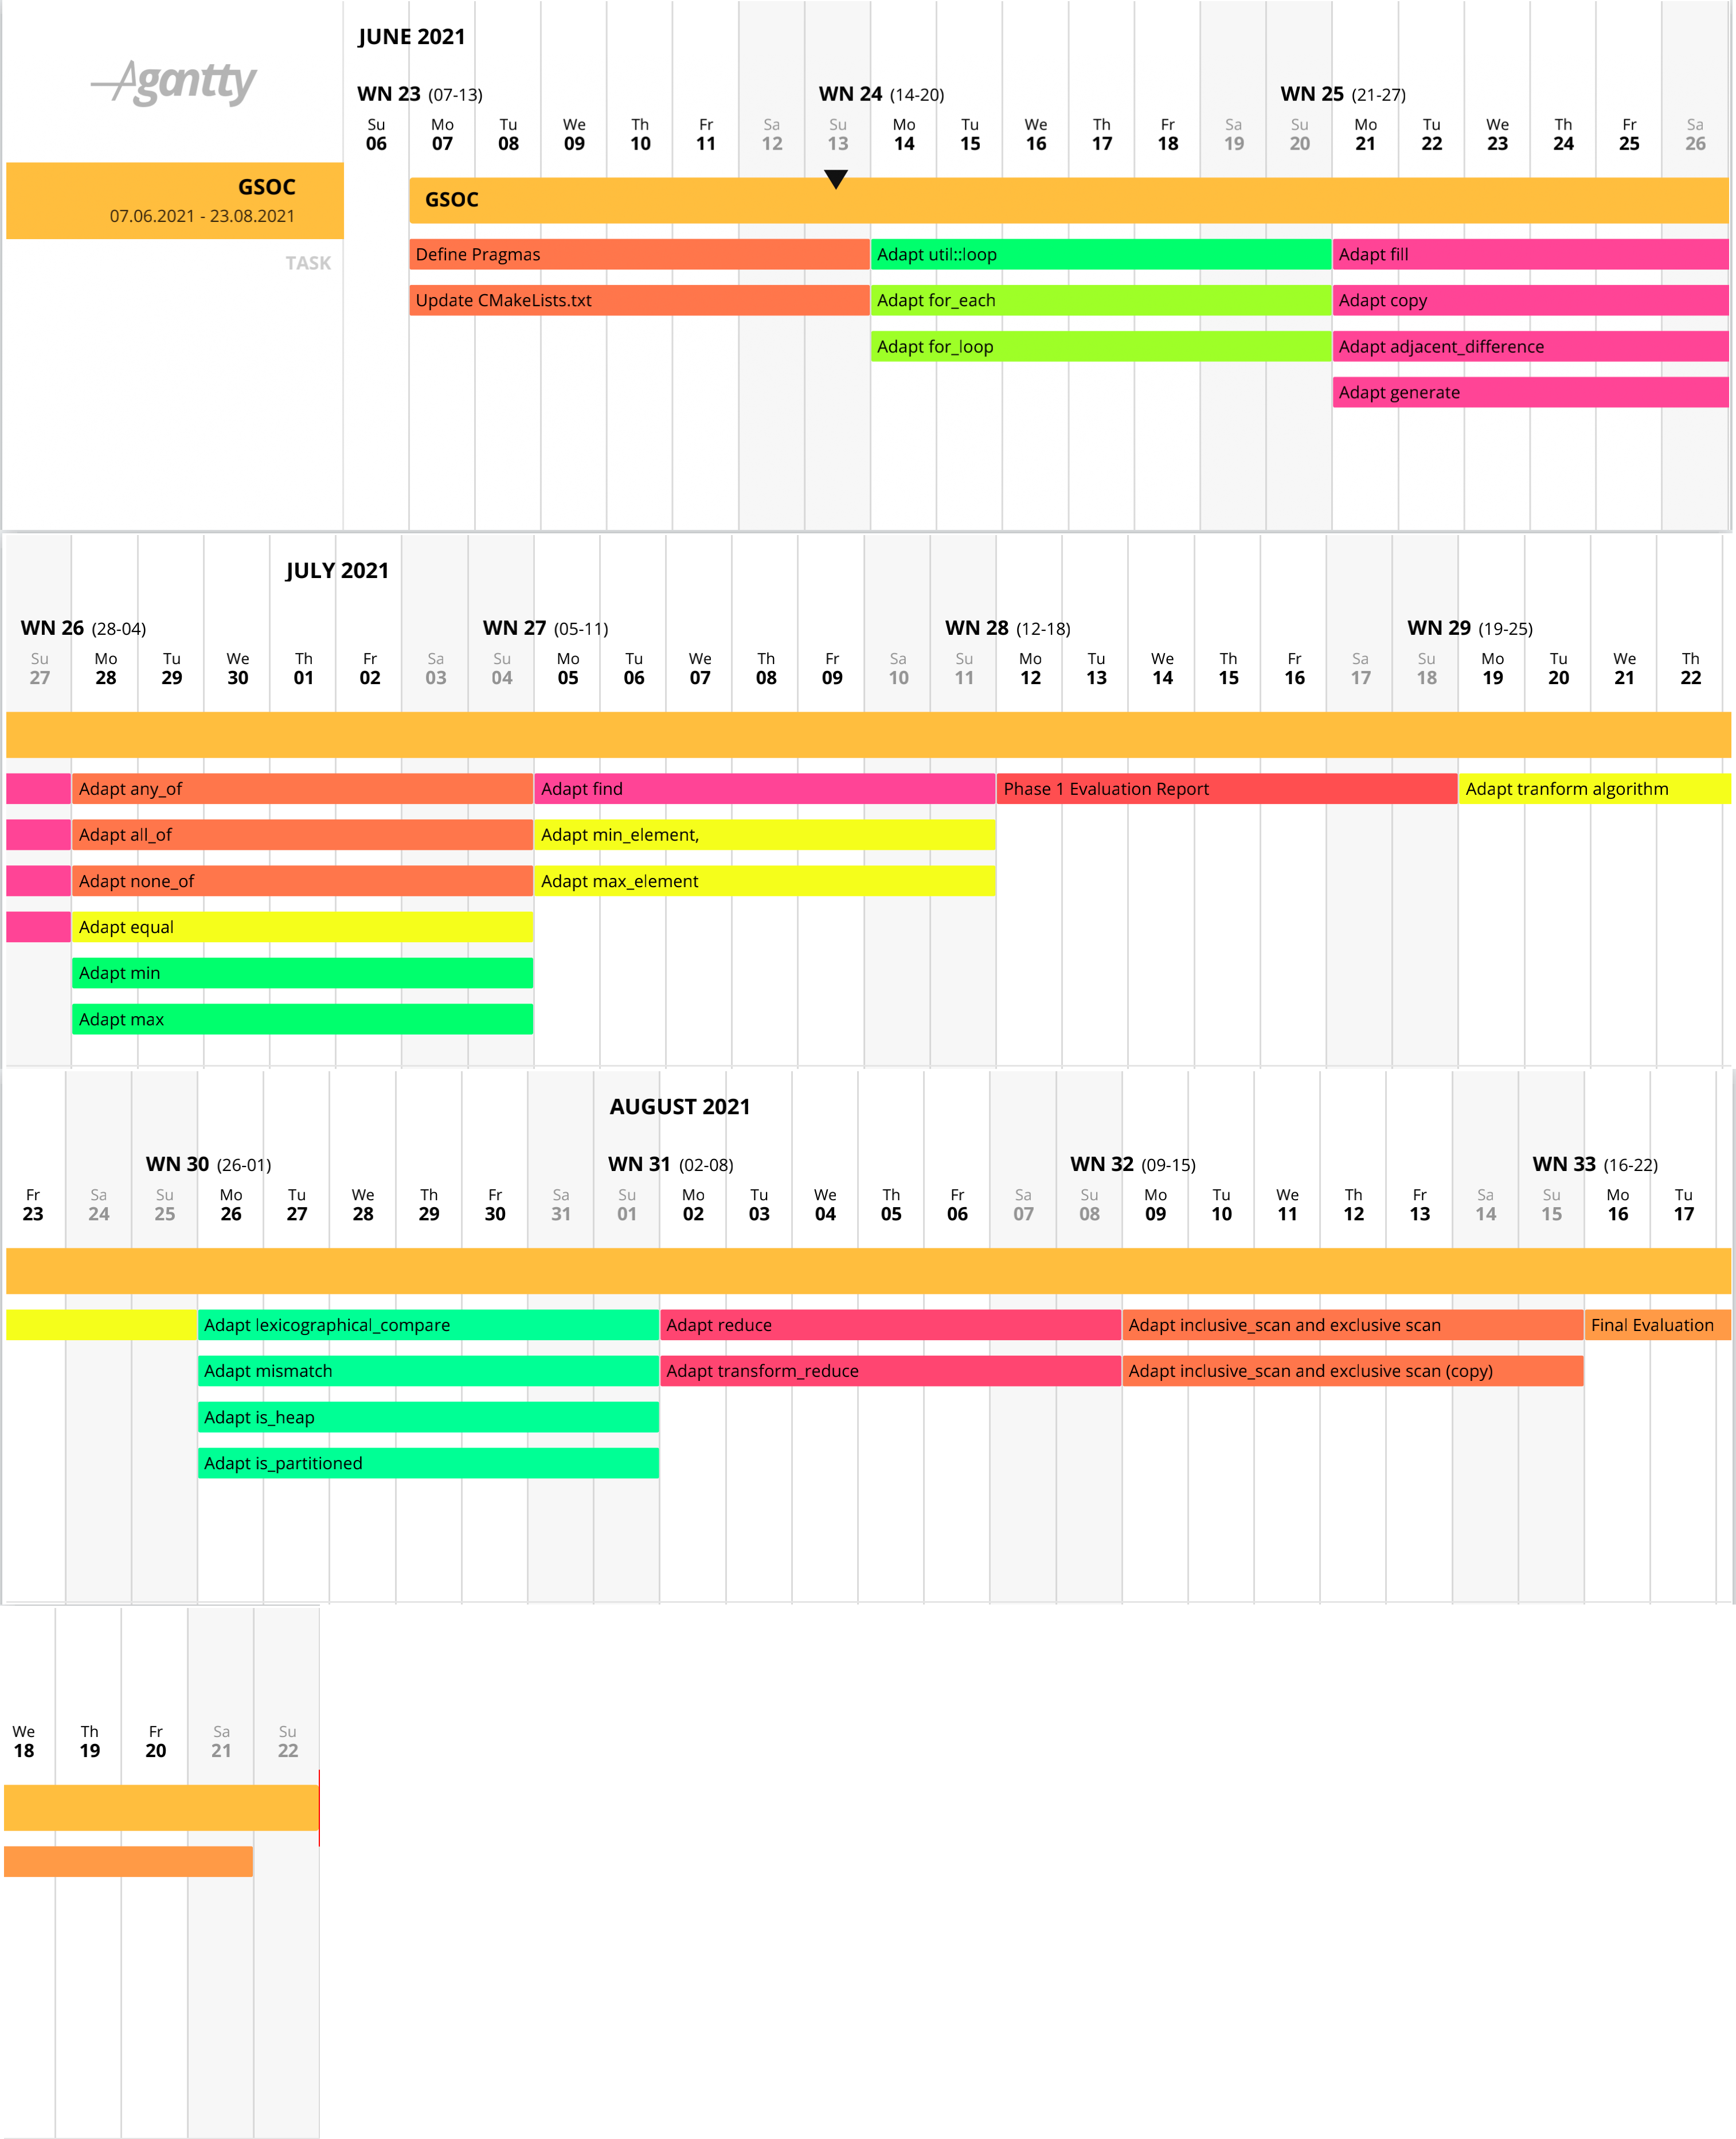 JUNE 2021
Agantty
WN 23 (07-13) WN 24 (14-20) WN 25 (21-27)
Su Mo Tu We Th Fr Sa Su Mo Tu We Th Fr Sa Su Mo Tu We Th Fr Sa
06 07 08 09 10 11 12 13 14 15 16 17 18 19 20 21 22 23 24 25 26
GSOC
07.06.2021 - 23.08.2021
GSOC
TASK
Define Pragmas Adapt util::loop Adapt fill
Update CMakeLists.txt Adapt for_each Adapt copy
Adapt for_loop Adapt adjacent_difference
Adapt generate
JULY 2021
WN 26 (28-04) WN 27 (05-11) WN 28 (12-18) WN 29 (19-25)
Su Mo Tu We Th Fr Sa Su Mo Tu We Th Fr Sa Su Mo Tu We Th Fr Sa Su Mo Tu We Th
27 28 29 30 01 02 03 04 05 06 07 08 09 10 11 12 13 14 15 16 17 18 19 20 21 22
Adapt any_of Adapt find Phase 1 Evaluation Report Adapt tranform algorithm
Adapt all_of Adapt min_element,
Adapt none_of Adapt max_element
Adapt equal
Adapt min
Adapt max
AUGUST 2021
WN 30 (26-01) WN 31 (02-08) WN 32 (09-15) WN 33 (16-22)
Fr Sa Su Mo Tu We Th Fr Sa Su Mo Tu We Th Fr Sa Su Mo Tu We Th Fr Sa Su Mo Tu
23 24 25 26 27 28 29 30 31 01 02 03 04 05 06 07 08 09 10 11 12 13 14 15 16 17
Adapt lexicographical_compare Adapt reduce Adapt inclusive_scan and exclusive scan Final Evaluation
Adapt mismatch Adapt transform_reduce Adapt inclusive_scan and exclusive scan (copy)
Adapt is_heap
Adapt is_partitioned
We Th Fr Sa Su
18 19 20 21 22